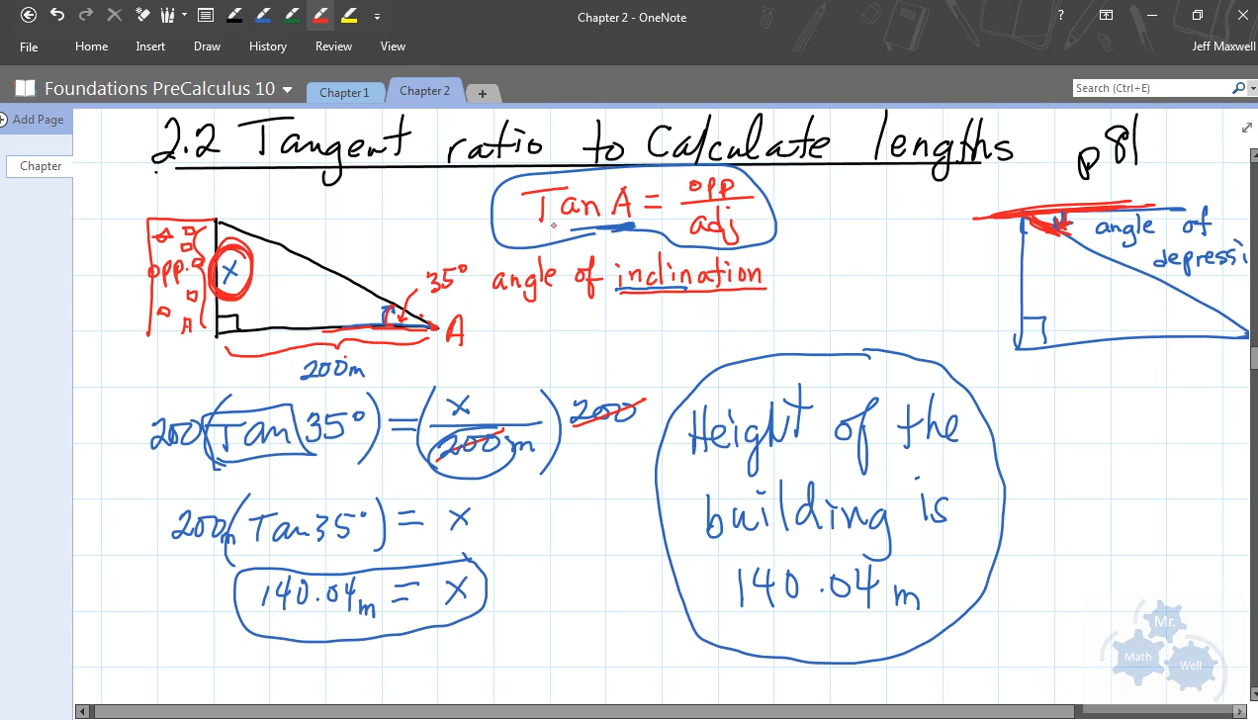 Chapter 2 - OneNote
?
File
Home
Insert
Draw
History
Review
View
Jeff Maxwell
Foundations PreCalculus 10
Chapter 1
Chapter 2
+
Search (Ctrl+E)
Add Page
Chapter
2.2 Tangent ratio to Calculate lengths p81
Tan A = opp/adj
opp.
x
35°
angle of inclination
A
200m
angle of
depressi
200(Tan(35°) = (x/200m) 200
200m(Tan35°) = x
140.04m = x
Height of the
building is
140.04 m
Mr.
Math
Well